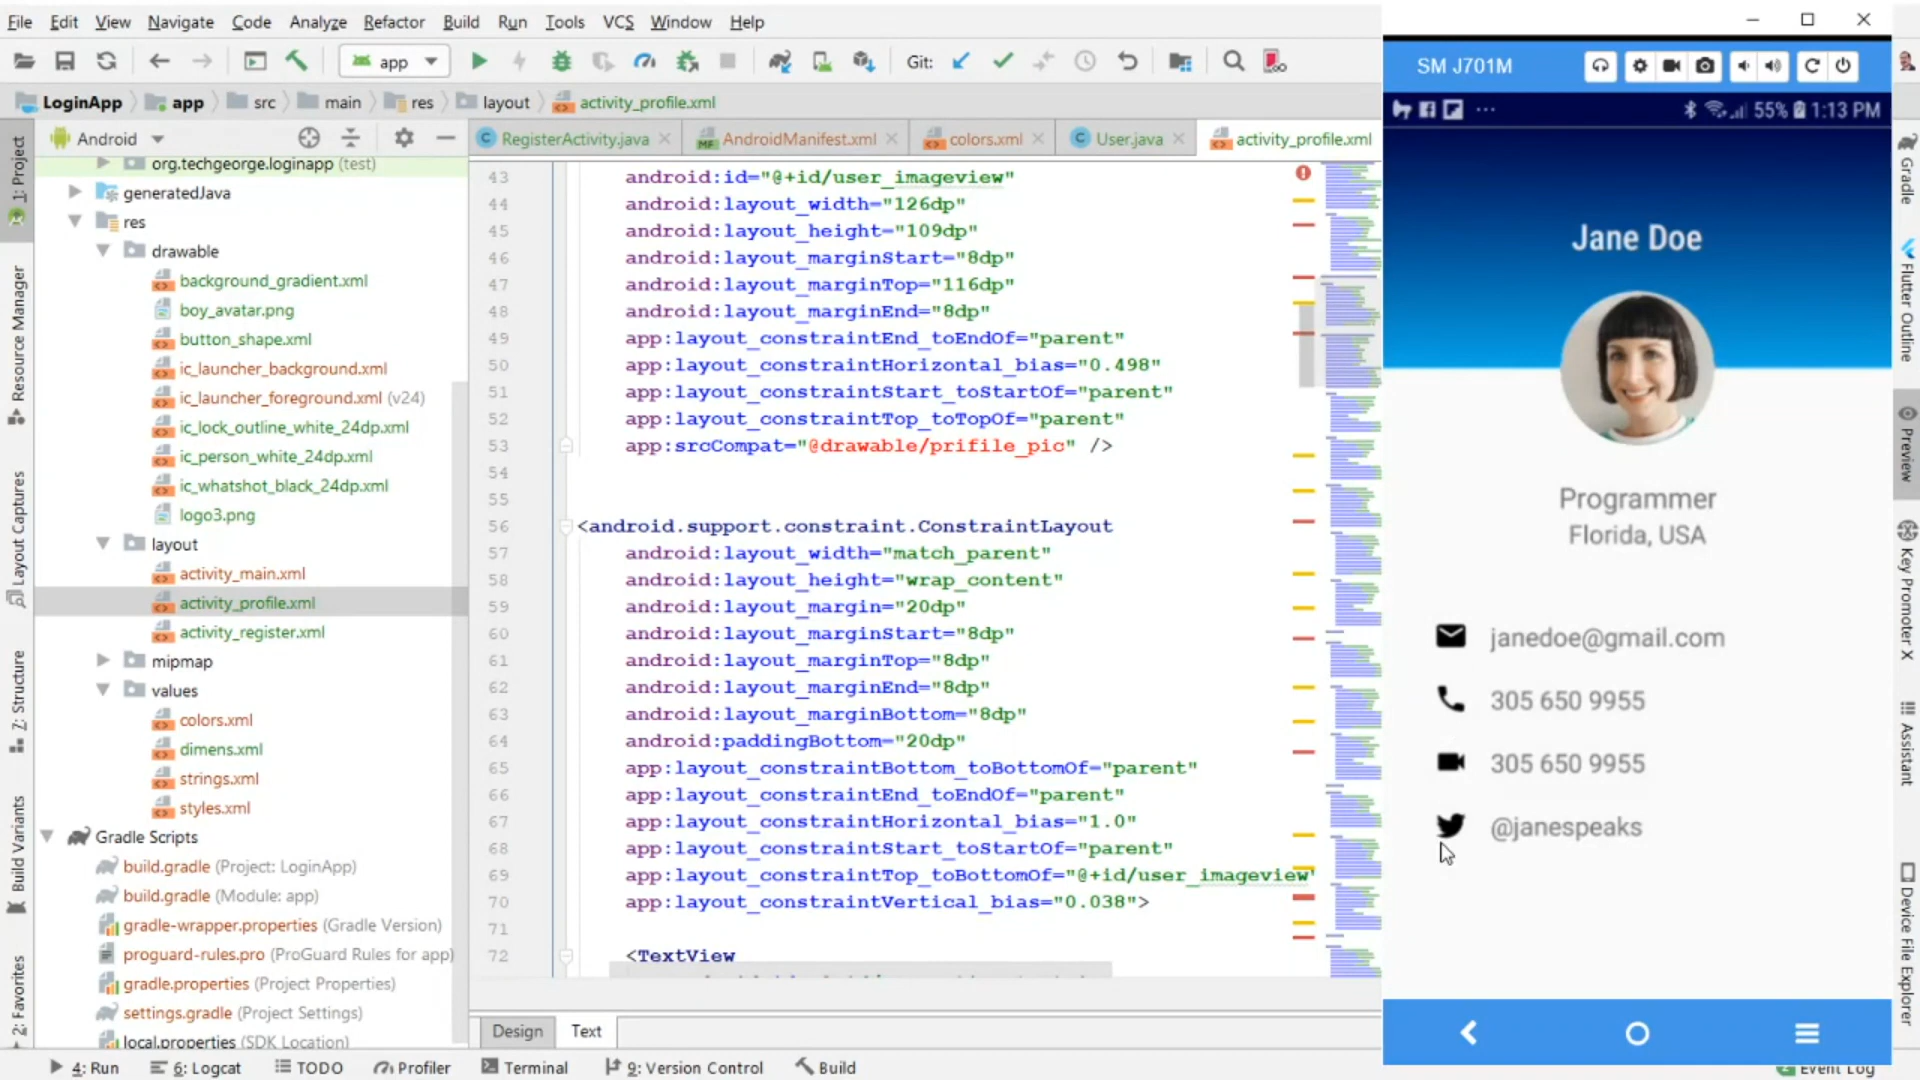 File Edit View Navigate Code Analyze Refactor Build Run Tools VCS Window Help
app Git:
LoginApp app src main res layout activity_profile.xml
Android
RegisterActivity.java AndroidManifest.xml colors.xml User.java activity_profile.xml
org.techgeorge.loginapp (test)
generatedJava
res
drawable
background_gradient.xml
boy_avatar.png
button_shape.xml
ic_launcher_background.xml
ic_launcher_foreground.xml (v24)
ic_lock_outline_white_24dp.xml
ic_person_white_24dp.xml
ic_whatshot_black_24dp.xml
logo3.png
layout
activity_main.xml
activity_profile.xml
activity_register.xml
mipmap
values
colors.xml
dimens.xml
strings.xml
styles.xml
Gradle Scripts
build.gradle (Project: LoginApp)
build.gradle (Module: app)
gradle-wrapper.properties (Gradle Version)
proguard-rules.pro (ProGuard Rules for app)
gradle.properties (Project Properties)
settings.gradle (Project Settings)
local.properties (SDK Location)
1: Project
Resource Manager
Layout Captures
Z: Structure
Build Variants
2: Favorites
43 android:id="@+id/user_imageview"
44 android:layout_width="126dp"
45 android:layout_height="109dp"
46 android:layout_marginStart="8dp"
47 android:layout_marginTop="116dp"
48 android:layout_marginEnd="8dp"
49 app:layout_constraintEnd_toEndOf="parent"
50 app:layout_constraintHorizontal_bias="0.498"
51 app:layout_constraintStart_toStartOf="parent"
52 app:layout_constraintTop_toTopOf="parent"
53 app:srcCompat="@drawable/prifile_pic" />
54
55
56 <android.support.constraint.ConstraintLayout
57 android:layout_width="match_parent"
58 android:layout_height="wrap_content"
59 android:layout_margin="20dp"
60 android:layout_marginStart="8dp"
61 android:layout_marginTop="8dp"
62 android:layout_marginEnd="8dp"
63 android:layout_marginBottom="8dp"
64 android:paddingBottom="20dp"
65 app:layout_constraintBottom_toBottomOf="parent"
66 app:layout_constraintEnd_toEndOf="parent"
67 app:layout_constraintHorizontal_bias="1.0"
68 app:layout_constraintStart_toStartOf="parent"
69 app:layout_constraintTop_toBottomOf="@+id/user_imageview"
70 app:layout_constraintVertical_bias="0.038">
71
72 <TextView
Design Text
4: Run 6: Logcat TODO Profiler Terminal 9: Version Control Build Event Log
SM J701M
55% 1:13 PM
Jane Doe
Programmer
Florida, USA
janedoe@gmail.com
305 650 9955
305 650 9955
@janespeaks
Gradle
Flutter Outline
Preview
Key Promoter X
Assistant
Device File Explorer